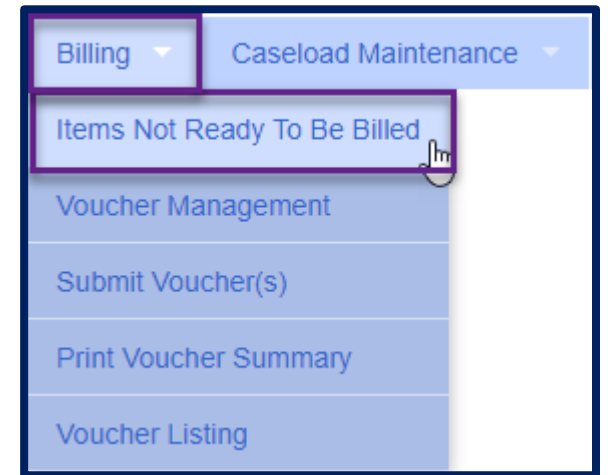 Billing Caseload Maintenance
Items Not Ready To Be Billed
Voucher Management
Submit Voucher(s)
Print Voucher Summary
Voucher Listing